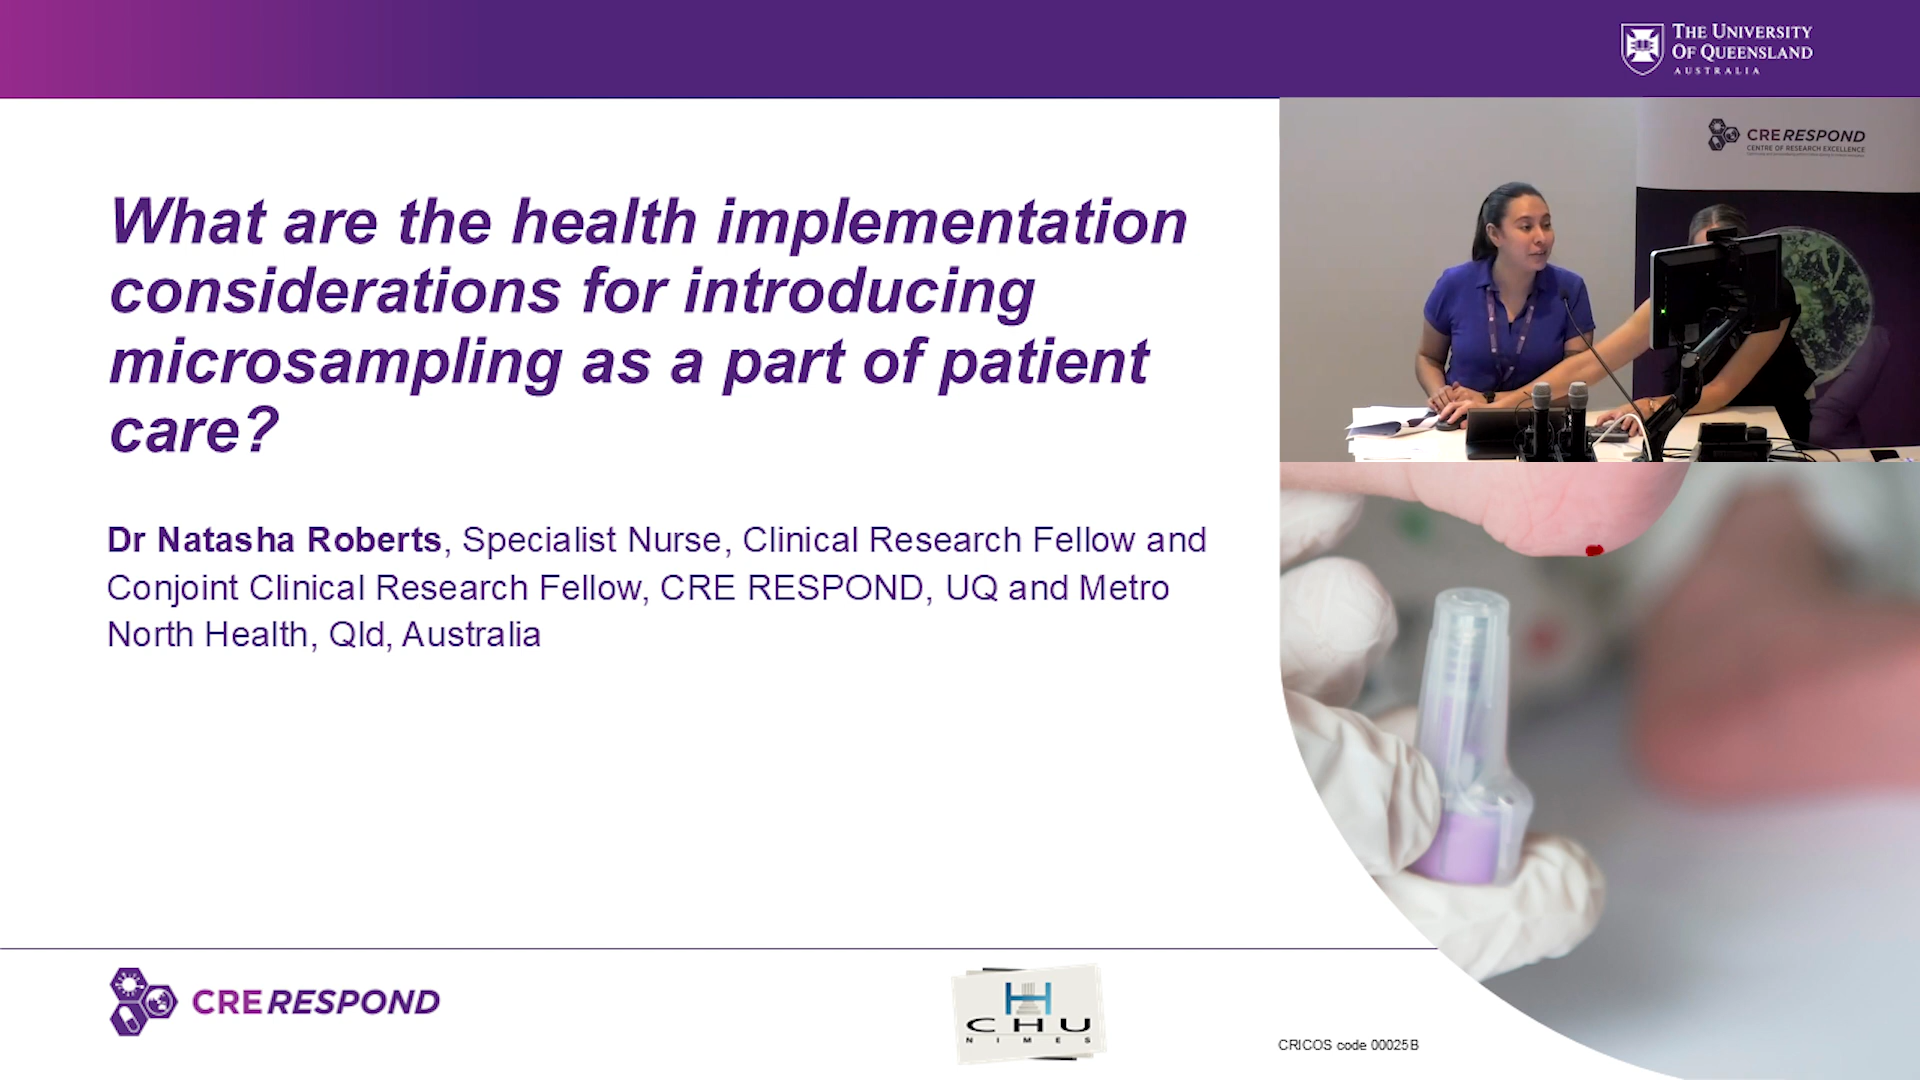 THE UNIVERSITY
OF QUEENSLAND
AUSTRALIA
CRE RESPOND
CENTRE OF RESEARCH EXCELLENCE
What are the health implementation
considerations for introducing
microsampling as a part of patient
care?
Dr Natasha Roberts, Specialist Nurse, Clinical Research Fellow and
Conjoint Clinical Research Fellow, CRE RESPOND, UQ and Metro
North Health, Qld, Australia
CRE RESPOND
H
CHU
NIMES
CRICOS code 00025B